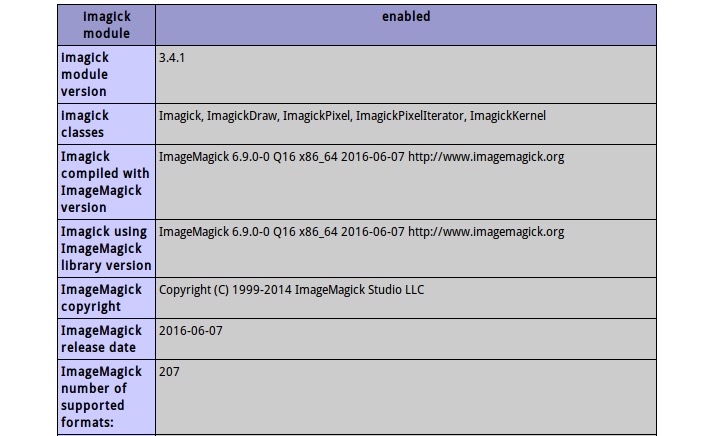 imagick
module
enabled
imagick
module
version
3.4.1
imagick
classes
Imagick, ImagickDraw, ImagickPixel, ImagickPixelIterator, ImagickKernel
Imagick
compiled with
ImageMagick
version
ImageMagick 6.9.0-0 Q16 x86_64 2016-06-07 http://www.imagemagick.org
Imagick using
ImageMagick
library version
ImageMagick 6.9.0-0 Q16 x86_64 2016-06-07 http://www.imagemagick.org
ImageMagick
copyright
Copyright (C) 1999-2014 ImageMagick Studio LLC
ImageMagick
release date
2016-06-07
ImageMagick
number of
supported
formats:
207